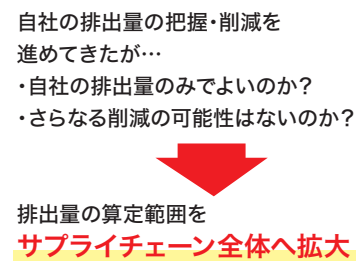 自社の排出量の把握・削減を
進めてきたが…
・自社の排出量のみでよいのか？
・さらなる削減の可能性はないのか？
排出量の算定範囲を
サプライチェーン全体へ拡大